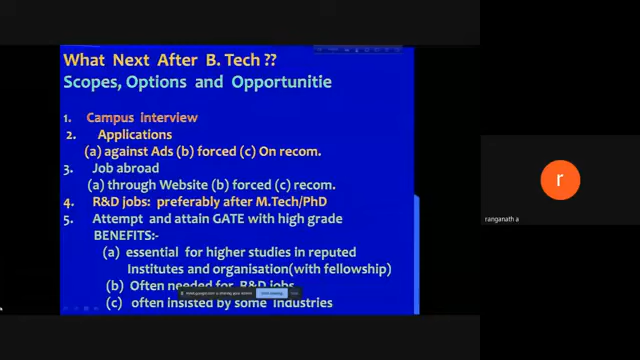 What Next After B. Tech ??
Scopes, Options and Opportunitie
1. Campus interview
2. Applications
(a) against Ads (b) forced (c) On recom.
3. Job abroad
(a) through Website (b) forced (c) recom.
4. R&D jobs: preferably after M.Tech/PhD
5. Attempt and attain GATE with high grade
BENEFITS:-
(a) essential for higher studies in reputed
Institutes and organisation(with fellowship)
(b) Often needed for R&D jobs
(c) often insisted by some Industries
r
ranganath a